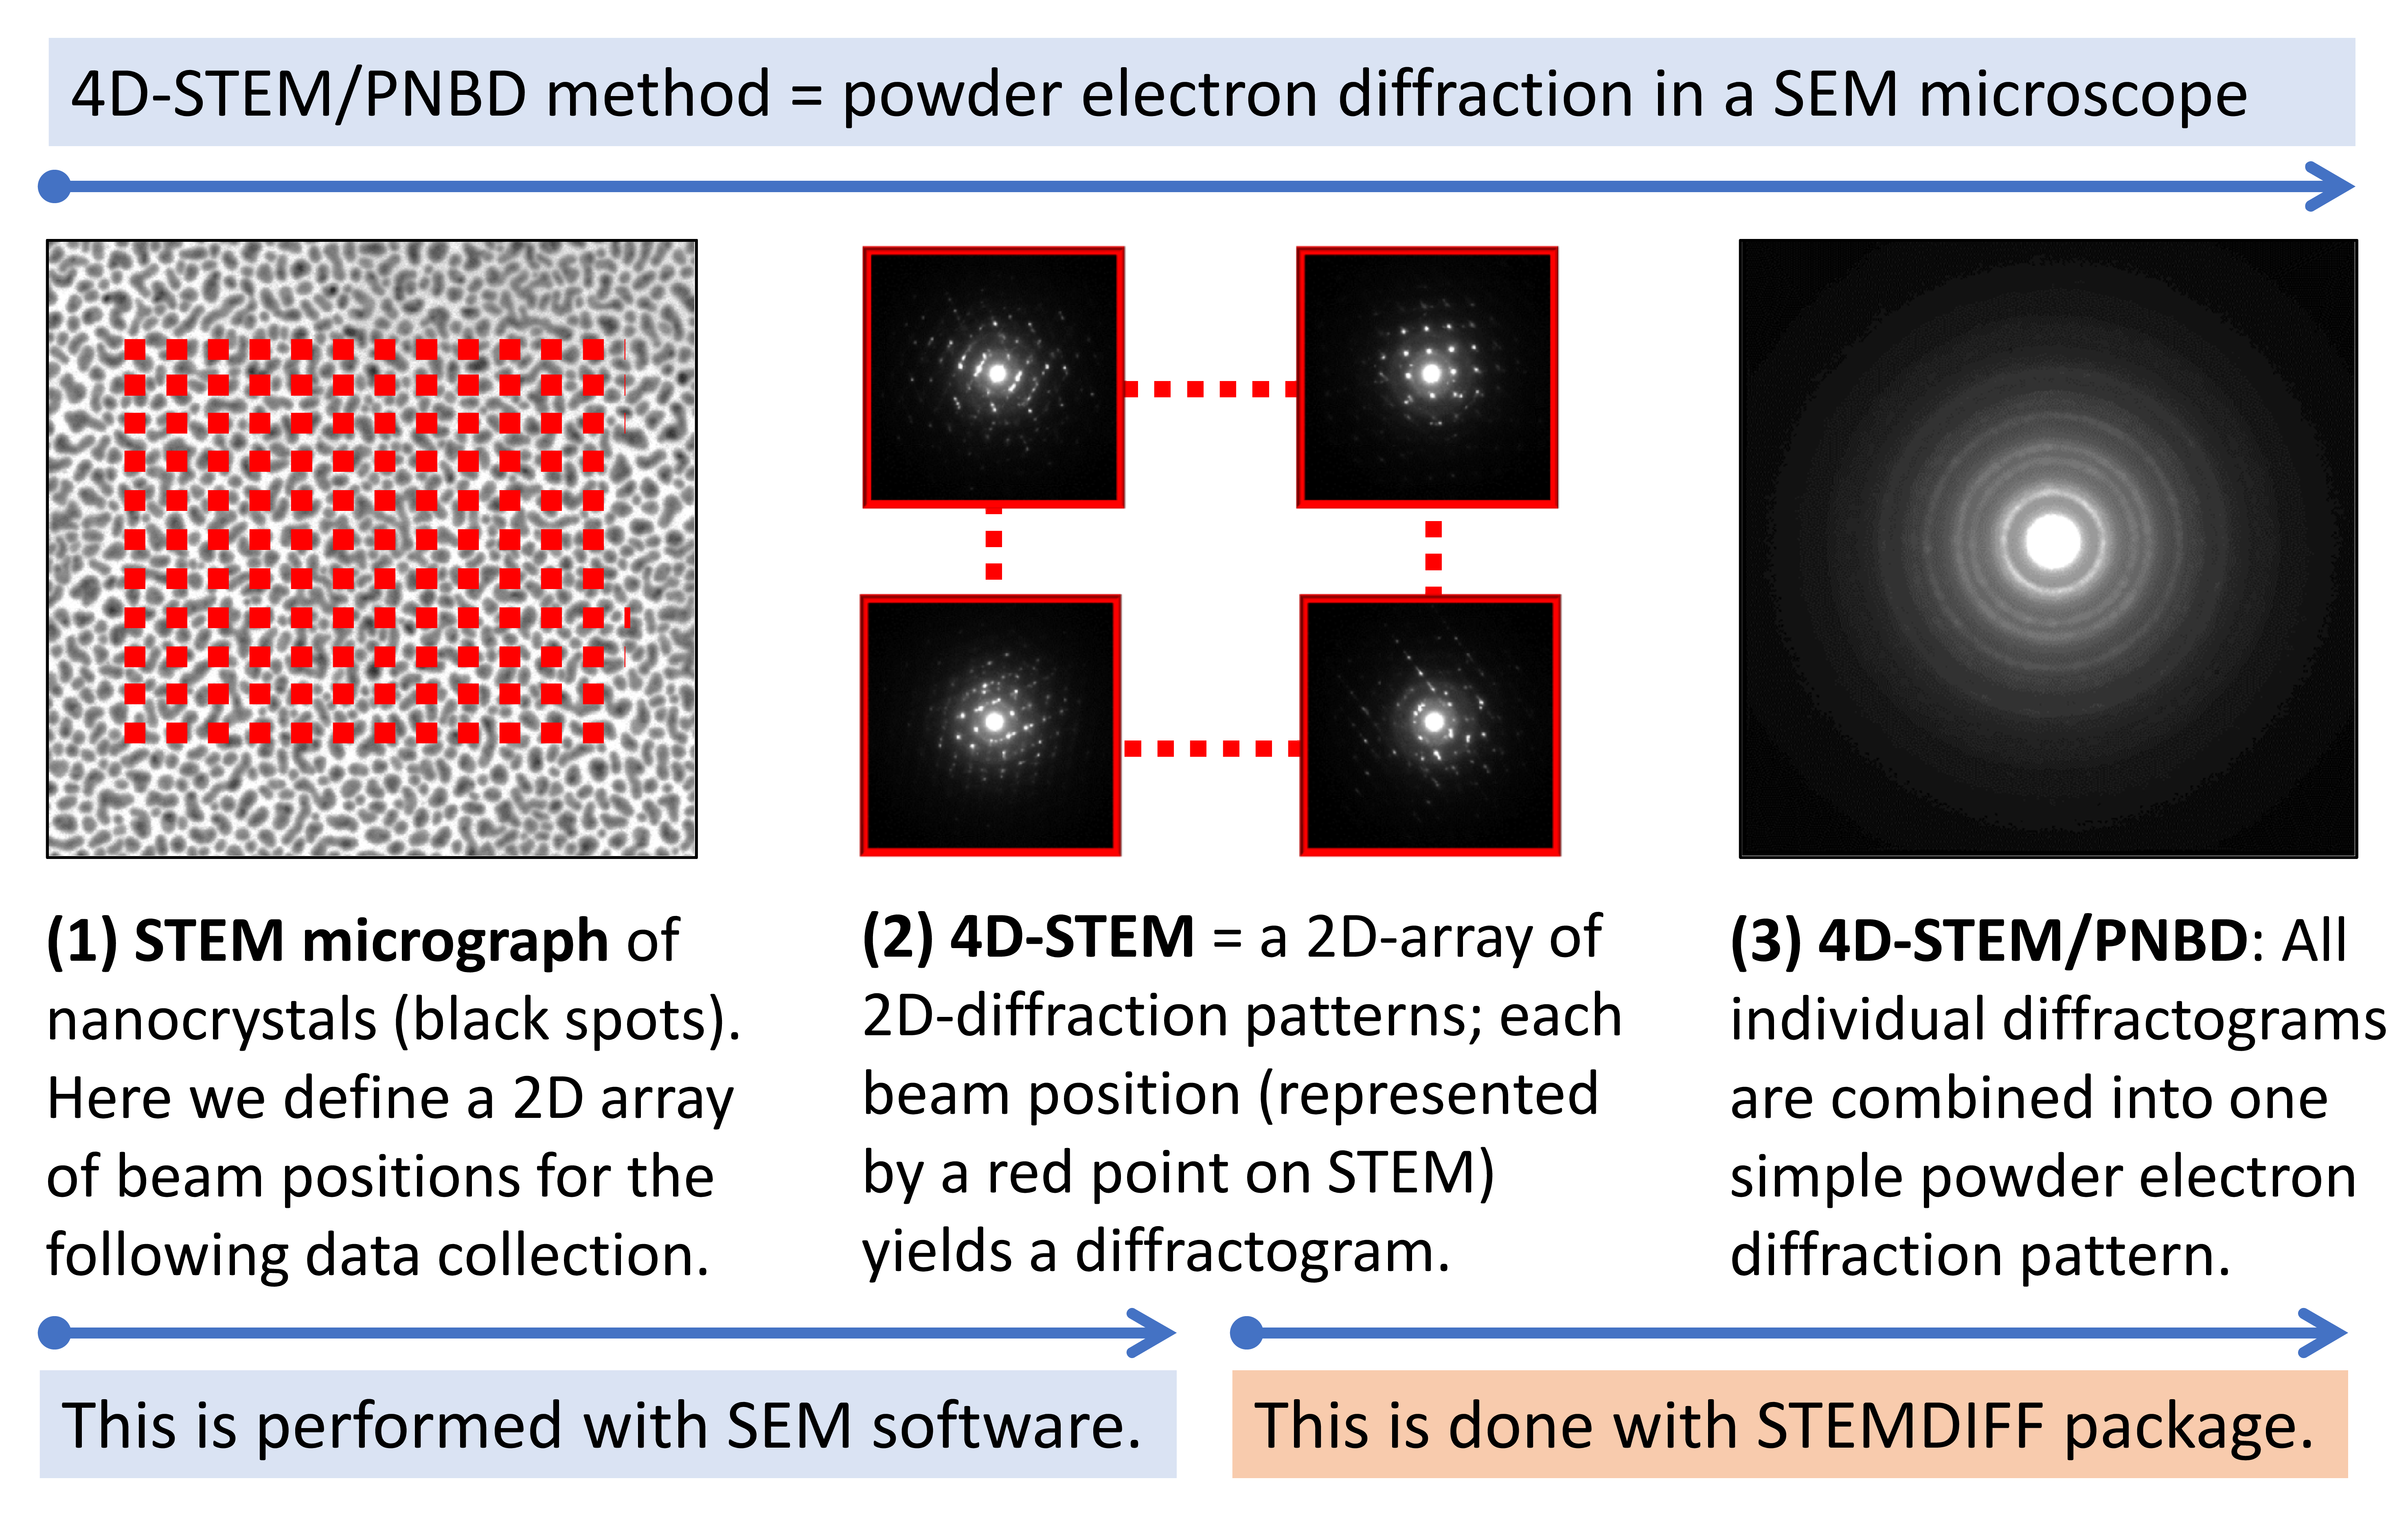 4D-STEM/PNBD method = powder electron diffraction in a SEM microscope
(1) STEM micrograph of
nanocrystals (black spots).
Here we define a 2D array
of beam positions for the
following data collection.
(2) 4D-STEM = a 2D-array of
2D-diffraction patterns; each
beam position (represented
by a red point on STEM)
yields a diffractogram.
(3) 4D-STEM/PNBD: All
individual diffractograms
are combined into one
simple powder electron
diffraction pattern.
This is performed with SEM software.
This is done with STEMDIFF package.